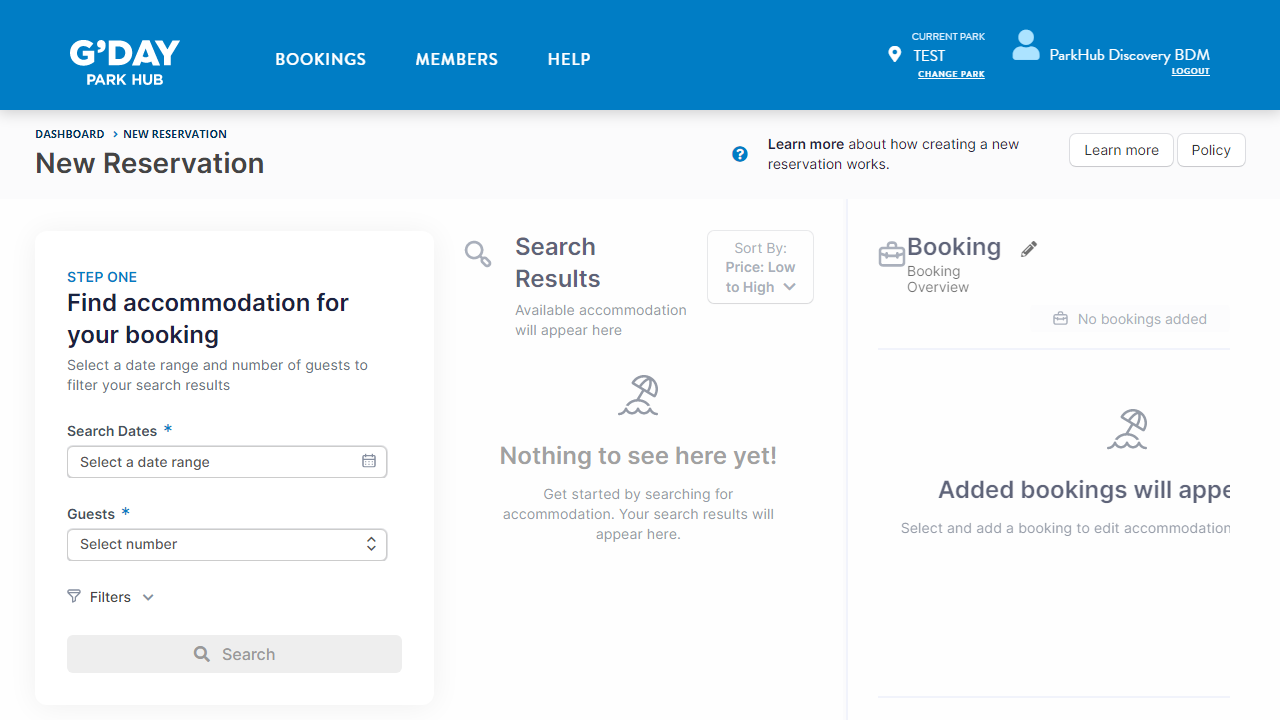 G'DAY
PARK HUB
BOOKINGS
MEMBERS
HELP
CURRENT PARK
TEST
CHANGE PARK
ParkHub Discovery BDM
LOGOUT
DASHBOARD > NEW RESERVATION
New Reservation
Learn more about how creating a new
reservation works.
Learn more
Policy
STEP ONE
Find accommodation for
your booking
Select a date range and number of guests to
filter your search results
Search Dates *
Select a date range
Guests *
Select number
Filters
Search
Search
Results
Available accommodation
will appear here
Sort By:
Price: Low
to High
Nothing to see here yet!
Get started by searching for
accommodation. Your search results will
appear here.
Booking
Booking
Overview
No bookings added
Added bookings will appe
Select and add a booking to edit accommodation